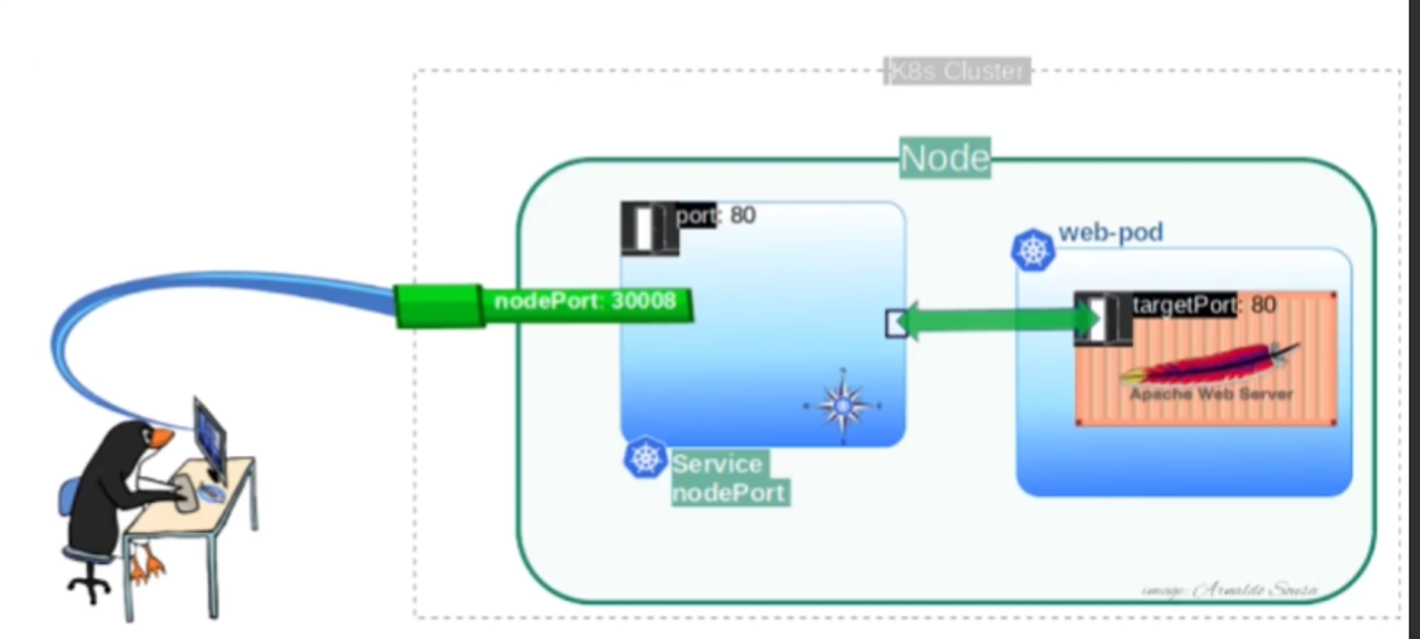 K8s Cluster
Node
port: 80
web-pod
nodePort: 30008
targetPort: 80
Apache Web Server
Service
nodePort
image: Arnaldo Sousa